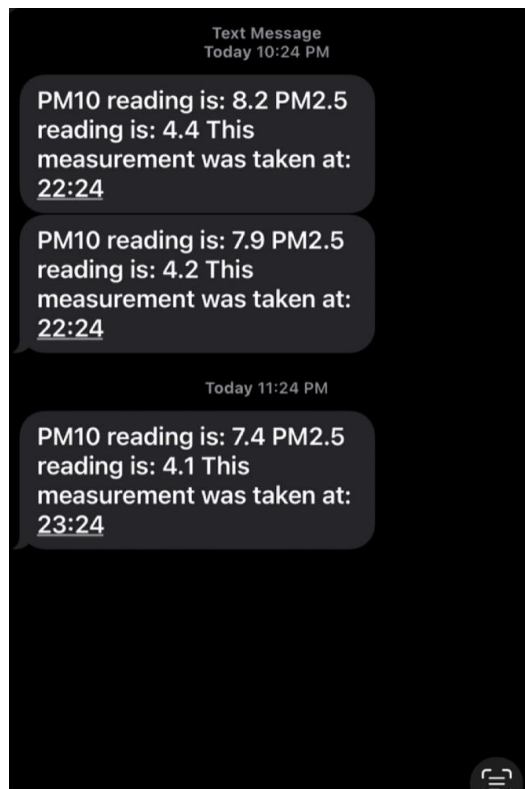 Text Message
Today 10:24 PM
PM10 reading is: 8.2 PM2.5
reading is: 4.4 This
measurement was taken at:
22:24
PM10 reading is: 7.9 PM2.5
reading is: 4.2 This
measurement was taken at:
22:24
Today 11:24 PM
PM10 reading is: 7.4 PM2.5
reading is: 4.1 This
measurement was taken at:
23:24